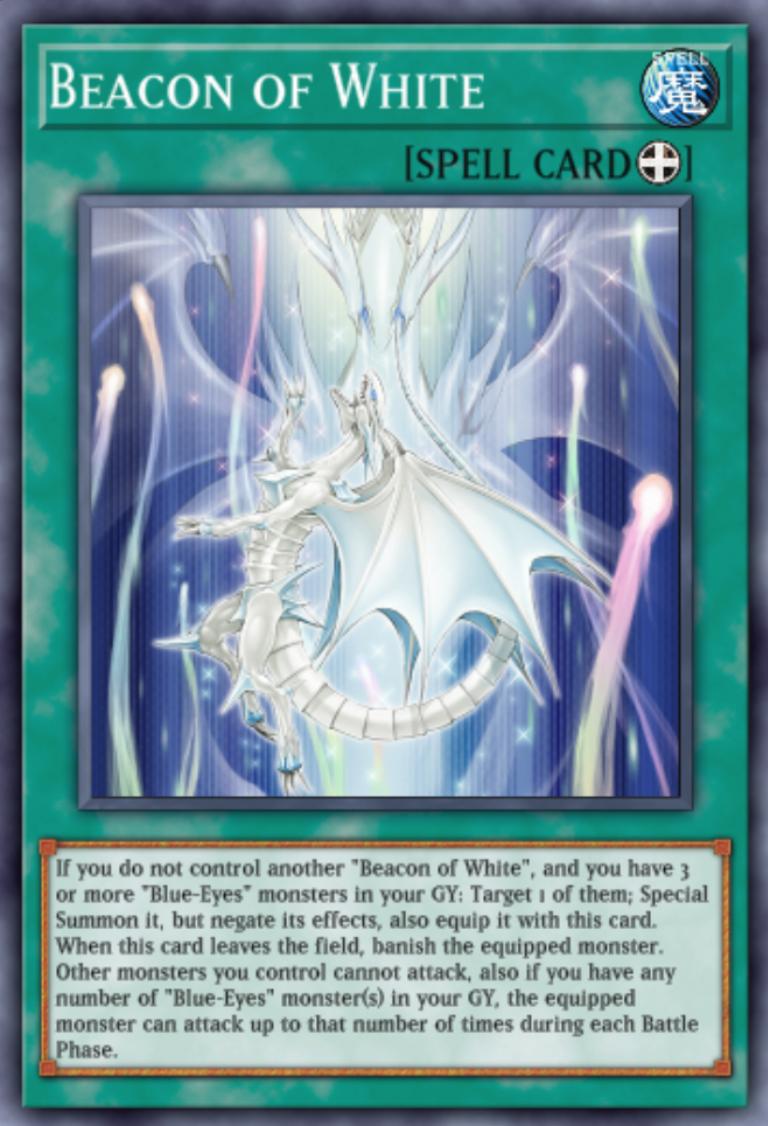 Beacon of White
SPELL
魔
[SPELL CARD]
If you do not control another "Beacon of White", and you have 3
or more "Blue-Eyes" monsters in your GY: Target 1 of them; Special
Summon it, but negate its effects, also equip it with this card.
When this card leaves the field, banish the equipped monster.
Other monsters you control cannot attack, also if you have any
number of "Blue-Eyes" monster(s) in your GY, the equipped
monster can attack up to that number of times during each Battle
Phase.